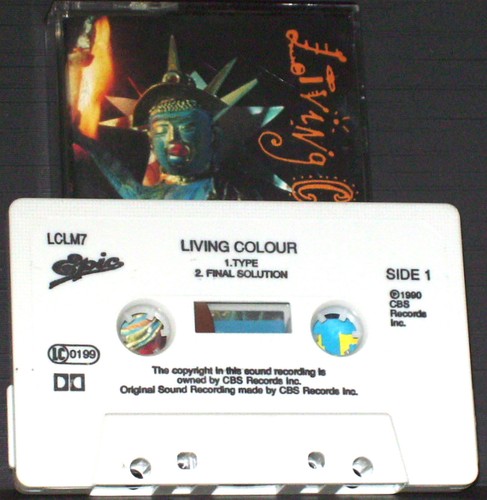 Living C
LCLM7
Epic
LIVING COLOUR
1.TYPE
2. FINAL SOLUTION
SIDE 1
℗1990
CBS
Records
Inc.
LC 0199
The copyright in this sound recording is
owned by CBS Records Inc.
Original Sound Recording made by CBS Records Inc.